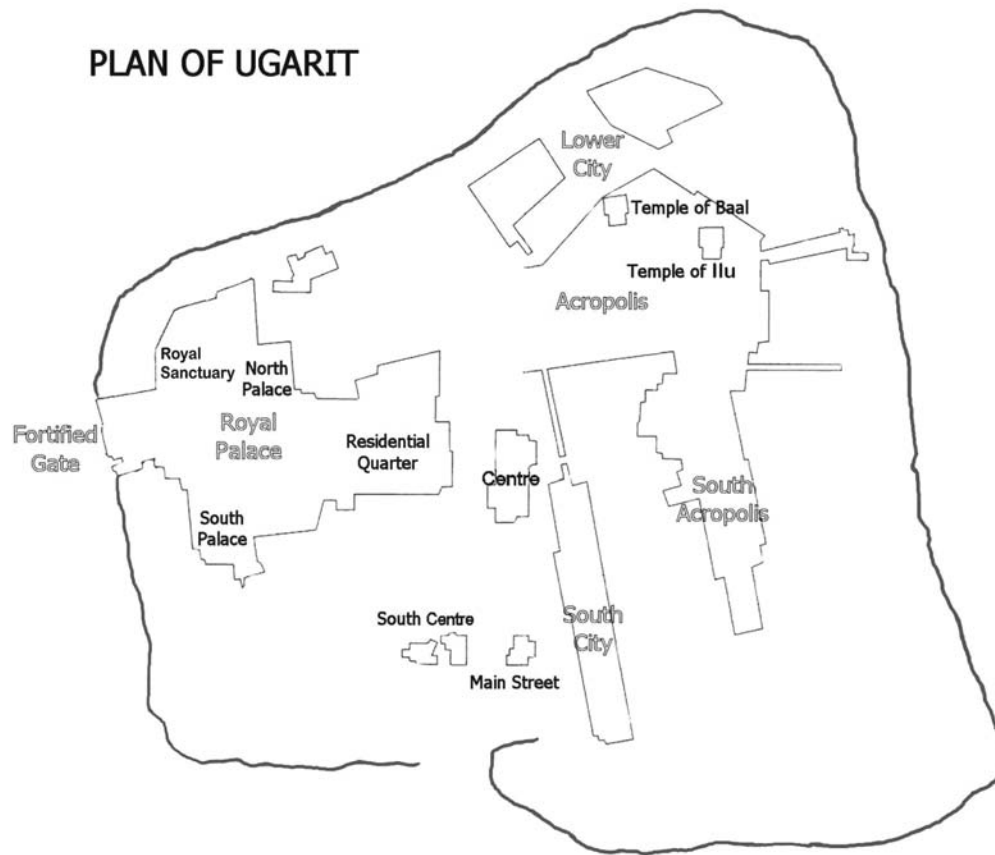 PLAN OF UGARIT
Lower
City
Temple of Baal
Temple of Ilu
Acropolis
Royal
Sanctuary
North
Palace
Fortified
Gate
Royal
Palace
Residential
Quarter
Centre
South
Acropolis
South
Palace
South Centre
South
City
Main Street